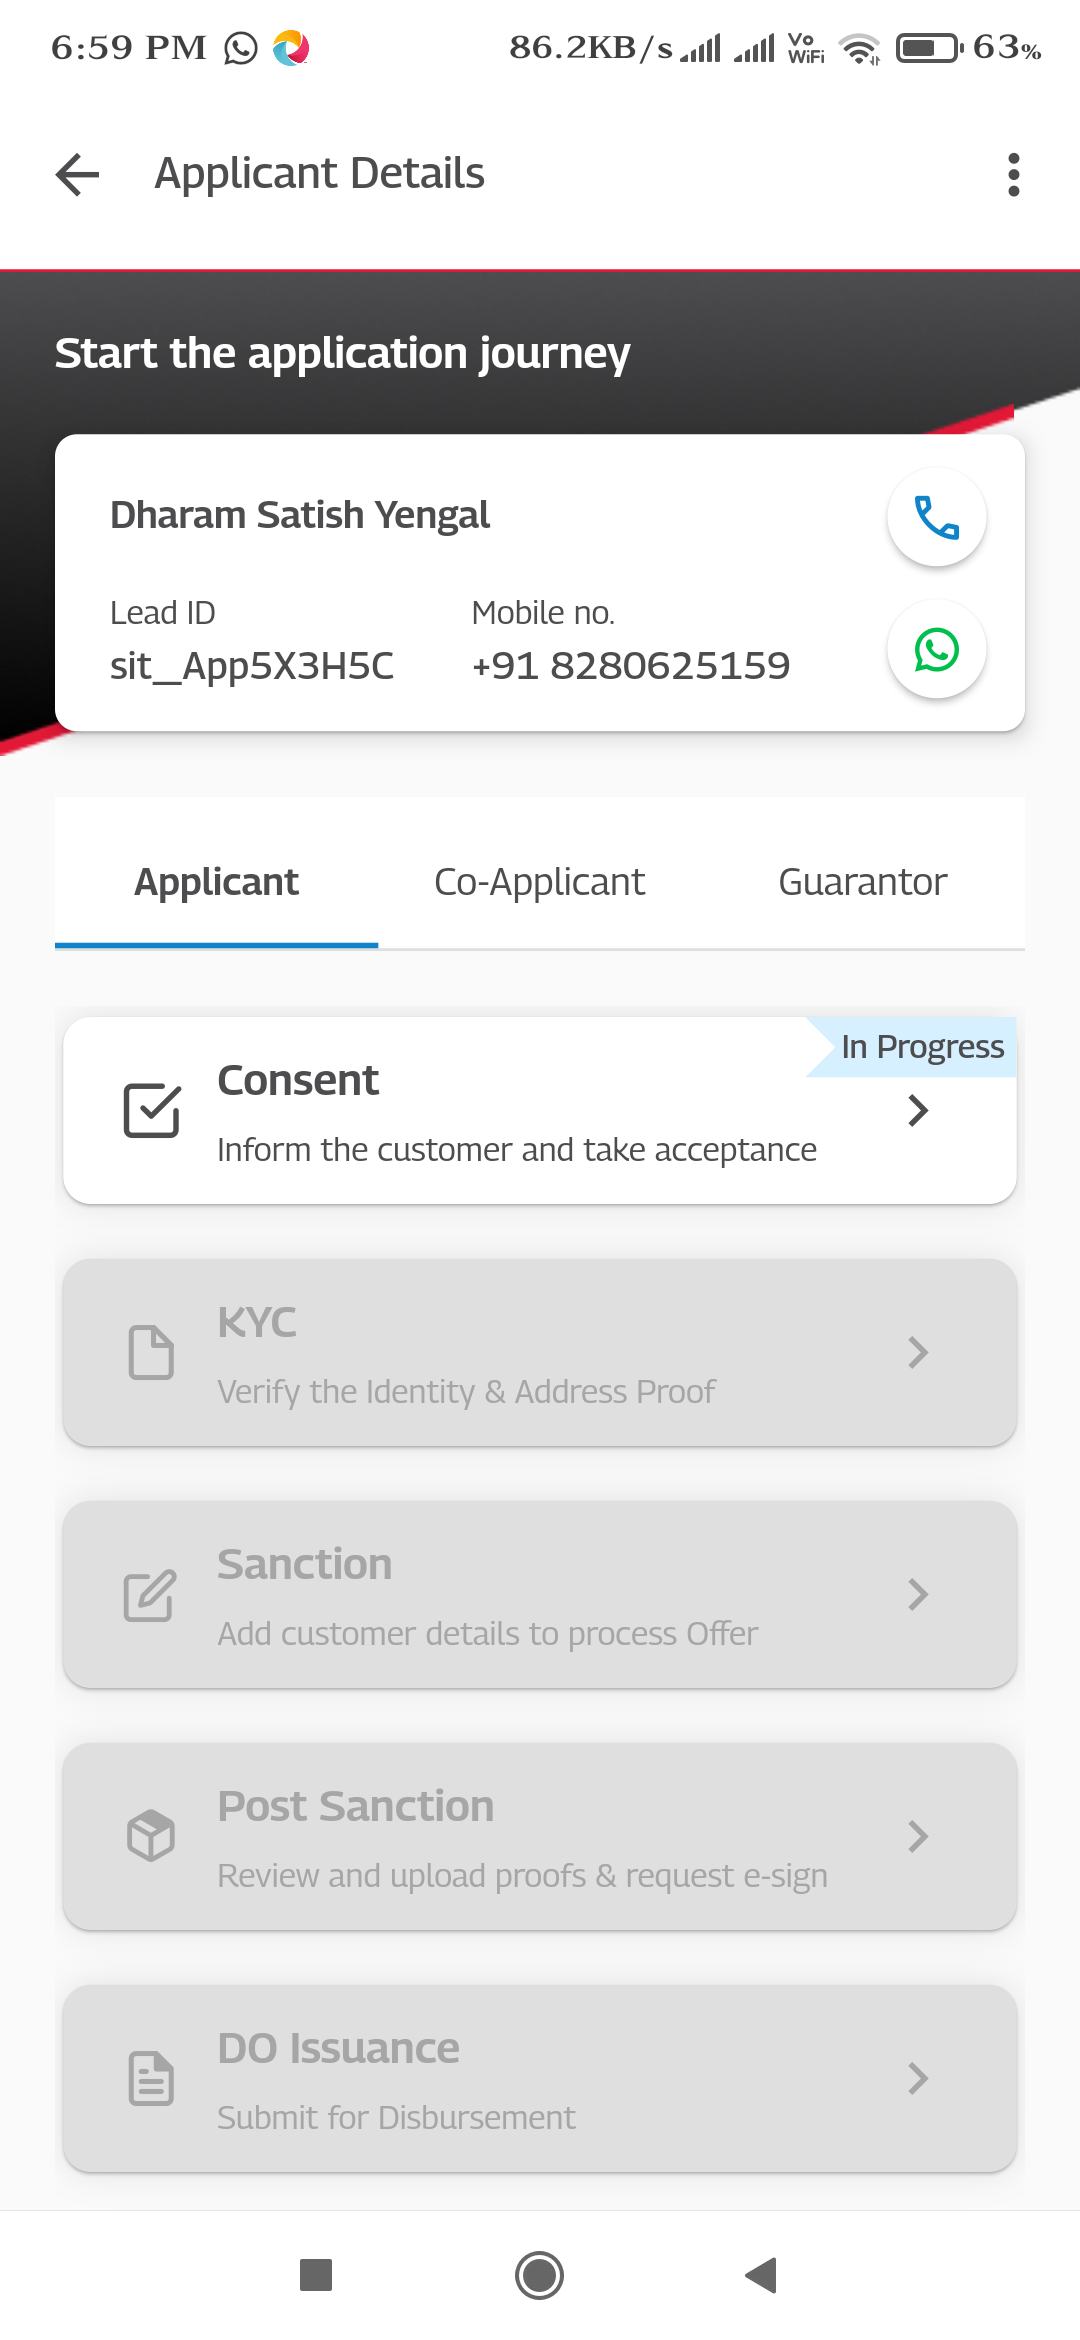 6:59 PM 86.2KB/s Vo WiFi 63%
Applicant Details
Start the application journey
Dharam Satish Yengal
Lead ID Mobile no.
sit__App5X3H5C +91 8280625159
Applicant Co-Applicant Guarantor
In Progress
Consent
Inform the customer and take acceptance
KYC
Verify the Identity & Address Proof
Sanction
Add customer details to process Offer
Post Sanction
Review and upload proofs & request e-sign
DO Issuance
Submit for Disbursement